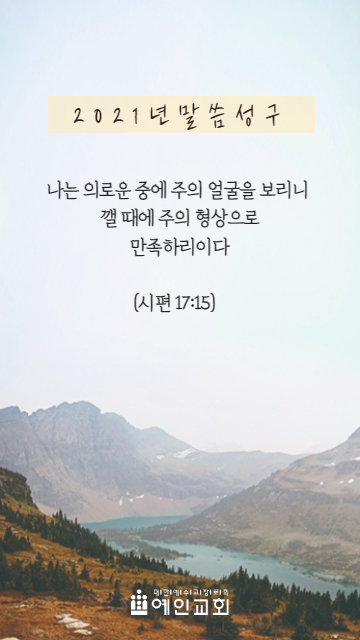 2021년말씀성구
나는 의로운 중에 주의 얼굴을 보리니
깰 때에 주의 형상으로
만족하리이다
(시편 17:15)
대한예수교장로회
예인교회